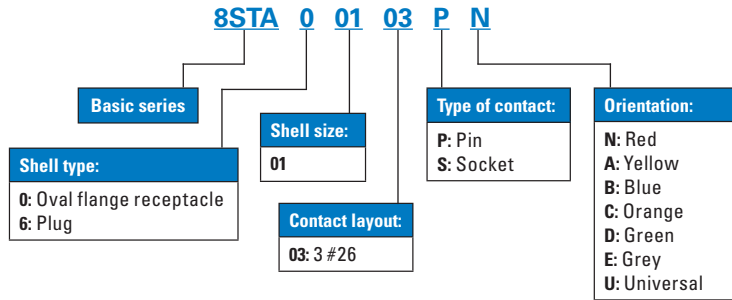 8STA 0 01 03 P N
Basic series
Shell type:
0: Oval flange receptacle
6: Plug
Shell size:
01
Contact layout:
03: 3 #26
Type of contact:
P: Pin
S: Socket
Orientation:
N: Red
A: Yellow
B: Blue
C: Orange
D: Green
E: Grey
U: Universal